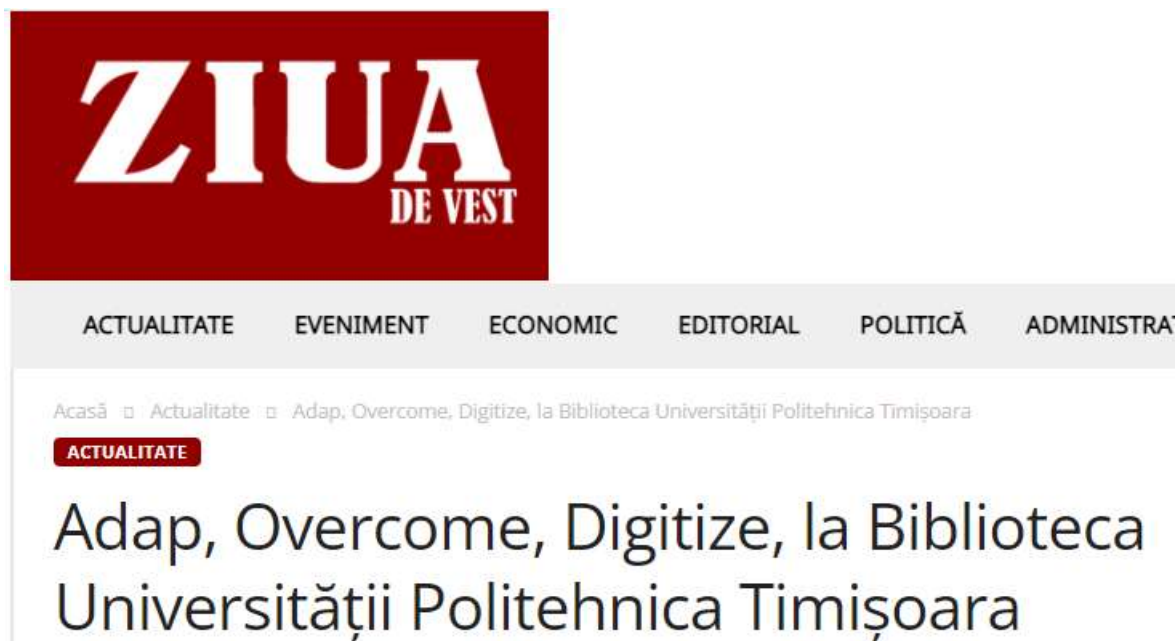 ZIUA
DE VEST
ACTUALITATE EVENIMENT ECONOMIC EDITORIAL POLITICĂ ADMINISTRAT
Acasă Actualitate Adap, Overcome, Digitize, la Biblioteca Universității Politehnica Timișoara
ACTUALITATE
Adap, Overcome, Digitize, la Biblioteca
Universității Politehnica Timișoara